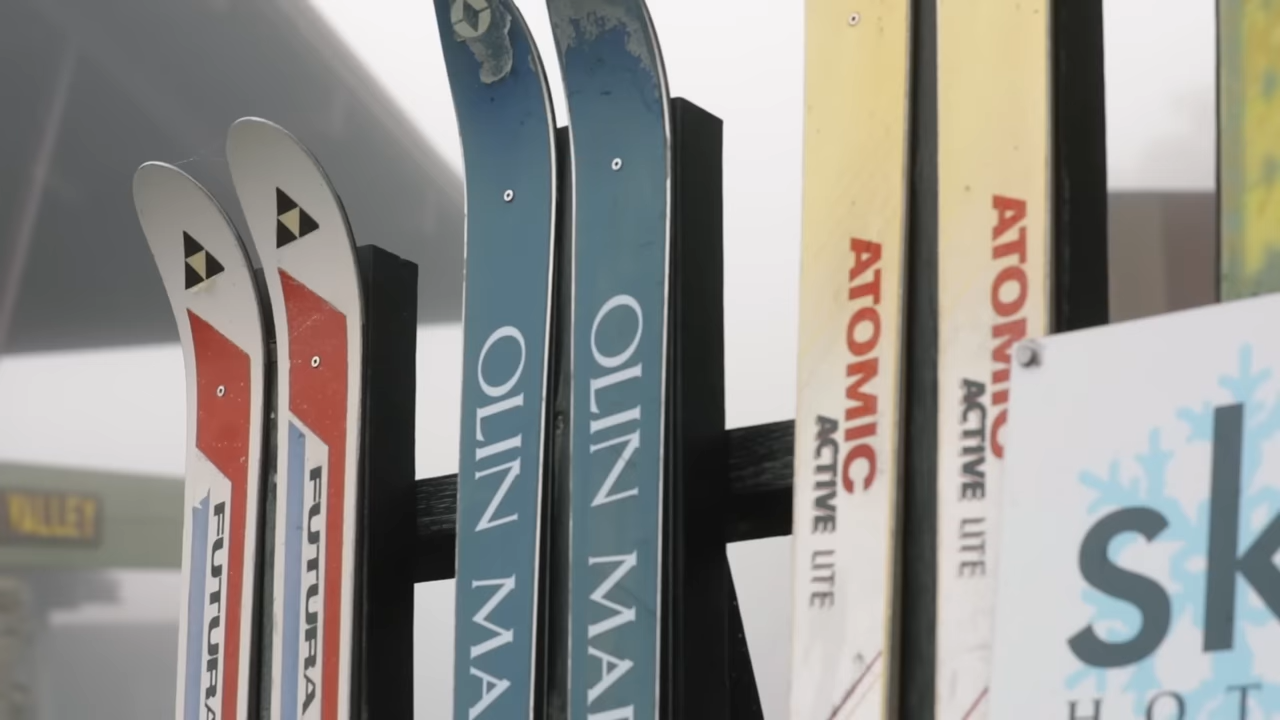 FUTURA
FUTURA
OLIN MA
OLIN MA
ATOMIC
ACTIVE LITE
ATOMIC
ACTIVE LITE
VALLEY
sk
HOT